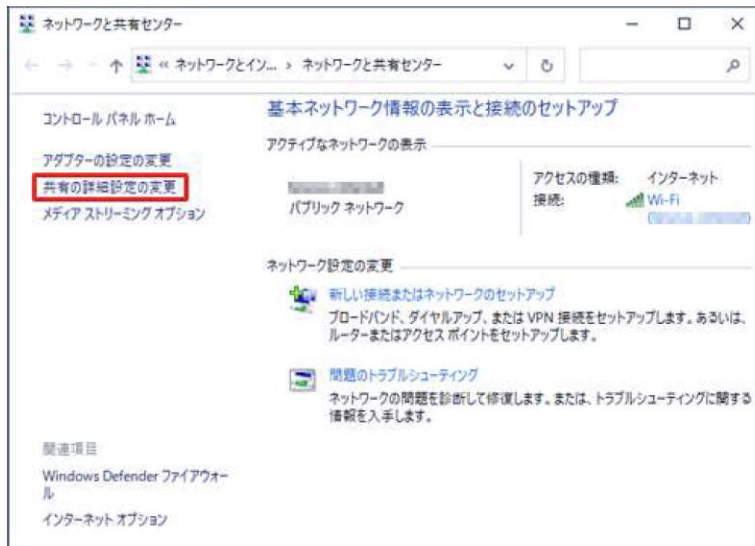 ネットワークと共有センター
« ネットワークとイン... › ネットワークと共有センター
コントロール パネル ホーム
アダプターの設定の変更
共有の詳細設定の変更
メディア ストリーミング オプション
基本ネットワーク情報の表示と接続のセットアップ
アクティブなネットワークの表示
パブリック ネットワーク
アクセスの種類: インターネット
接続: Wi-Fi
ネットワーク設定の変更
新しい接続またはネットワークのセットアップ
ブロードバンド、ダイヤルアップ、または VPN 接続をセットアップします。あるいは、
ルーターまたはアクセス ポイントをセットアップします。
問題のトラブルシューティング
ネットワークの問題を診断して修復します。または、トラブルシューティングに関する
情報を入手します。
関連項目
Windows Defender ファイアウォー
ル
インターネット オプション